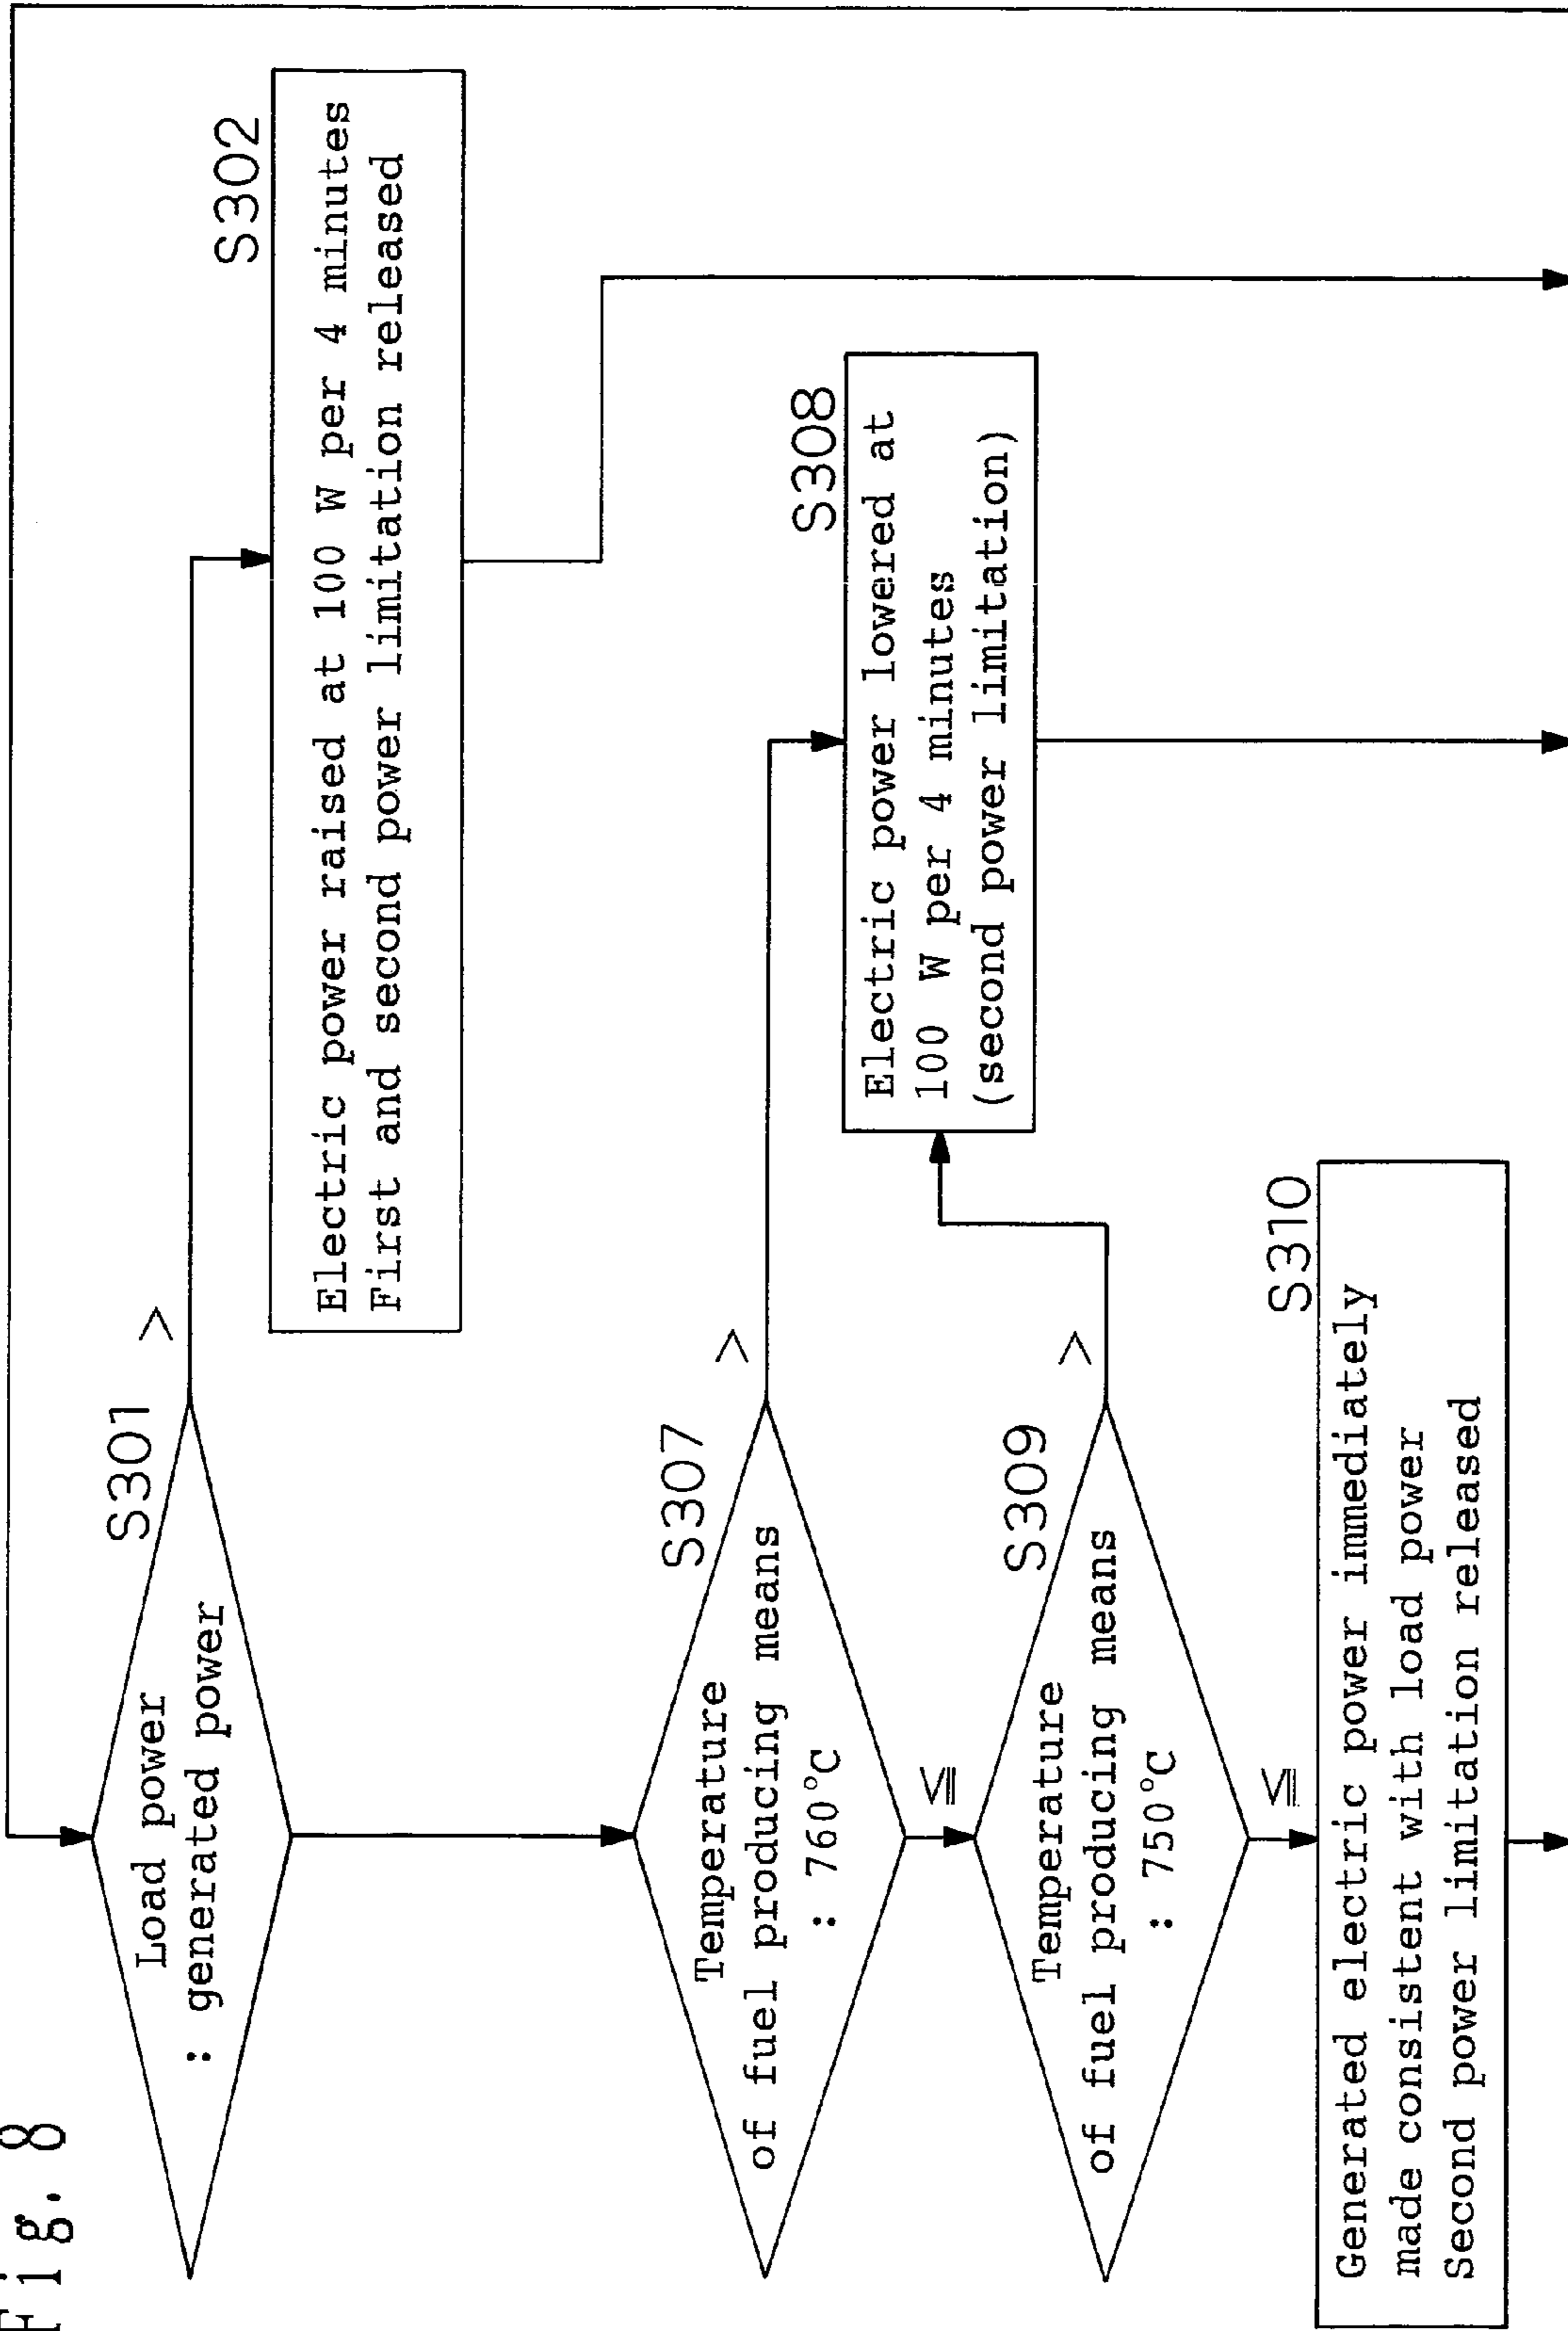 Fig. 8
S301
Load power
: generated power
>
S302
Electric power raised at 100 W per 4 minutes
First and second power limitation released
S307
Temperature
of fuel producing means
: 760°C
>
≦
S308
Electric power lowered at
100 W per 4 minutes
(second power limitation)
S309
Temperature
of fuel producing means
: 750°C
>
≦
S310
Generated electric power immediately
made consistent with load power
Second power limitation released